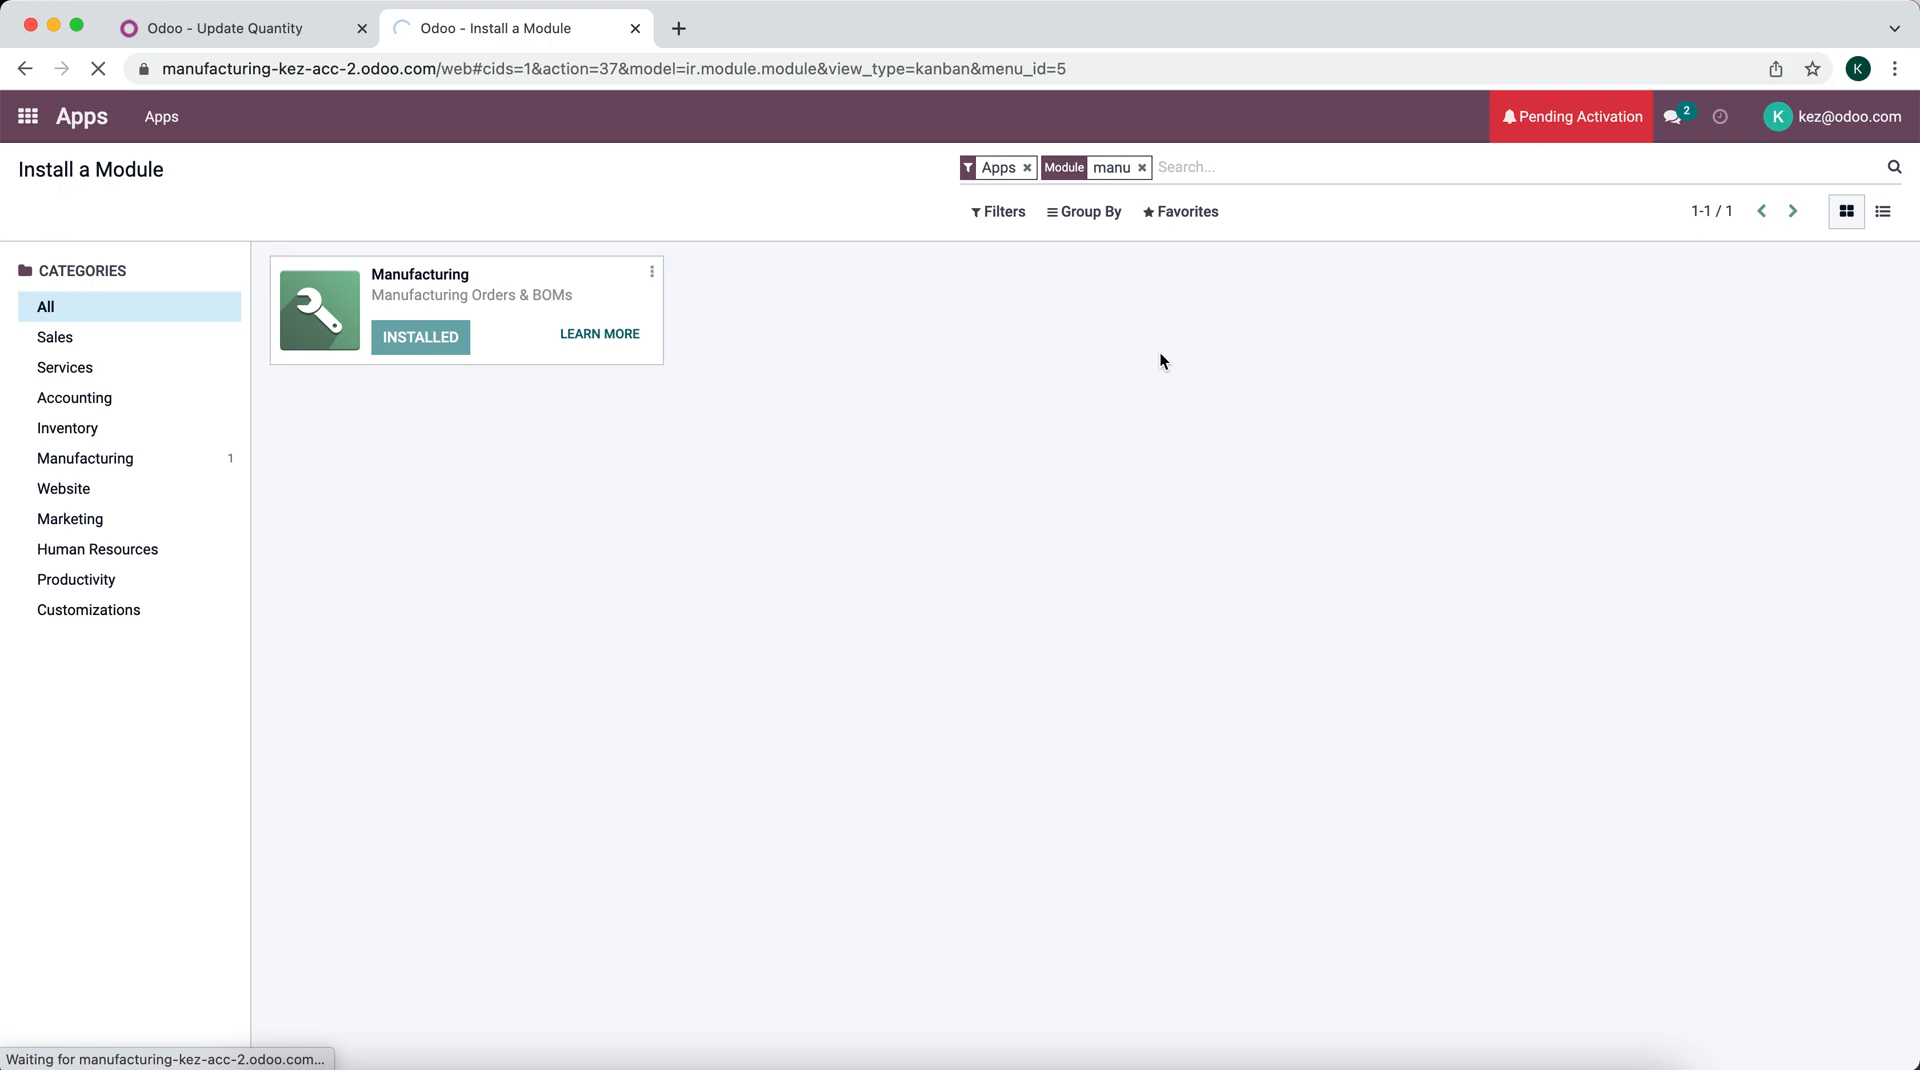 Odoo - Update Quantity
Odoo - Install a Module
manufacturing-kez-acc-2.odoo.com/web#cids=1&action=37&model=ir.module.module&view_type=kanban&menu_id=5
K
Apps
Apps
Pending Activation
2
K
kez@odoo.com
Install a Module
Apps
Module
manu
Search...
Filters
Group By
Favorites
1-1 / 1
CATEGORIES
All
Sales
Services
Accounting
Inventory
Manufacturing 1
Website
Marketing
Human Resources
Productivity
Customizations
Manufacturing
Manufacturing Orders & BOMs
INSTALLED
LEARN MORE
Waiting for manufacturing-kez-acc-2.odoo.com...